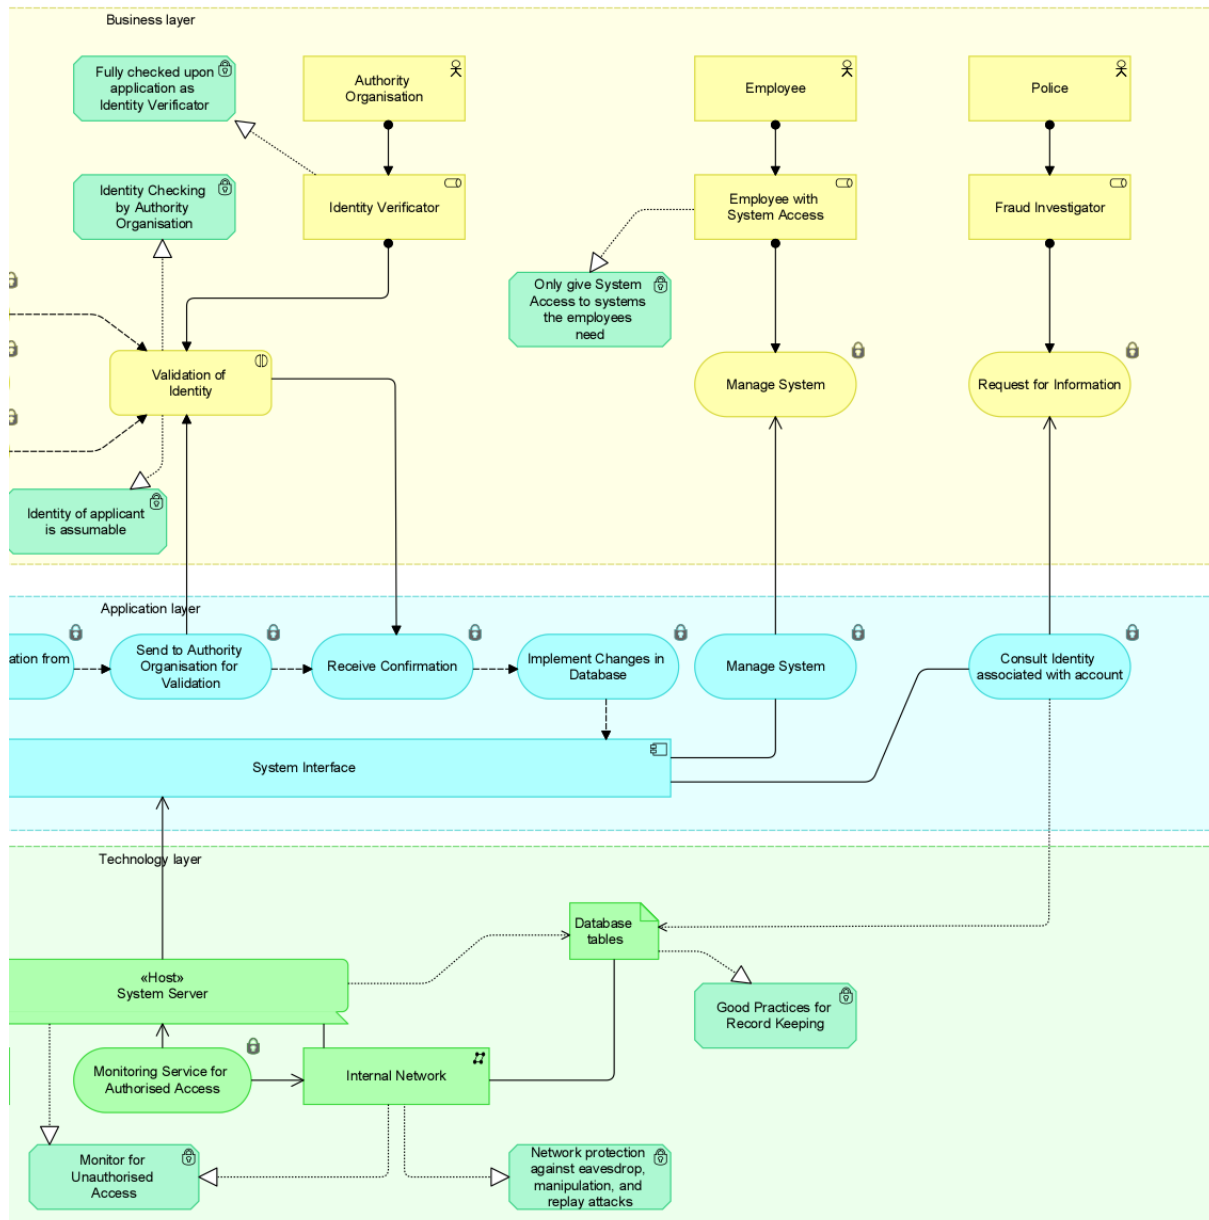 Business layer
Fully checked upon
application as
Identity Verificator
Authority
Organisation
Employee
Police
Identity Checking
by Authority
Organisation
Identity Verificator
Employee with
System Access
Fraud Investigator
Only give System
Access to systems
the employees
need
Validation of
Identity
Manage System
Request for Information
Identity of applicant
is assumable
Application layer
ation from
Send to Authority
Organisation for
Validation
Receive Confirmation
Implement Changes in
Database
Manage System
Consult Identity
associated with account
System Interface
Technology layer
Database
tables
«Host»
System Server
Good Practices for
Record Keeping
Monitoring Service for
Authorised Access
Internal Network
Monitor for
Unauthorised
Access
Network protection
against eavesdrop,
manipulation, and
replay attacks